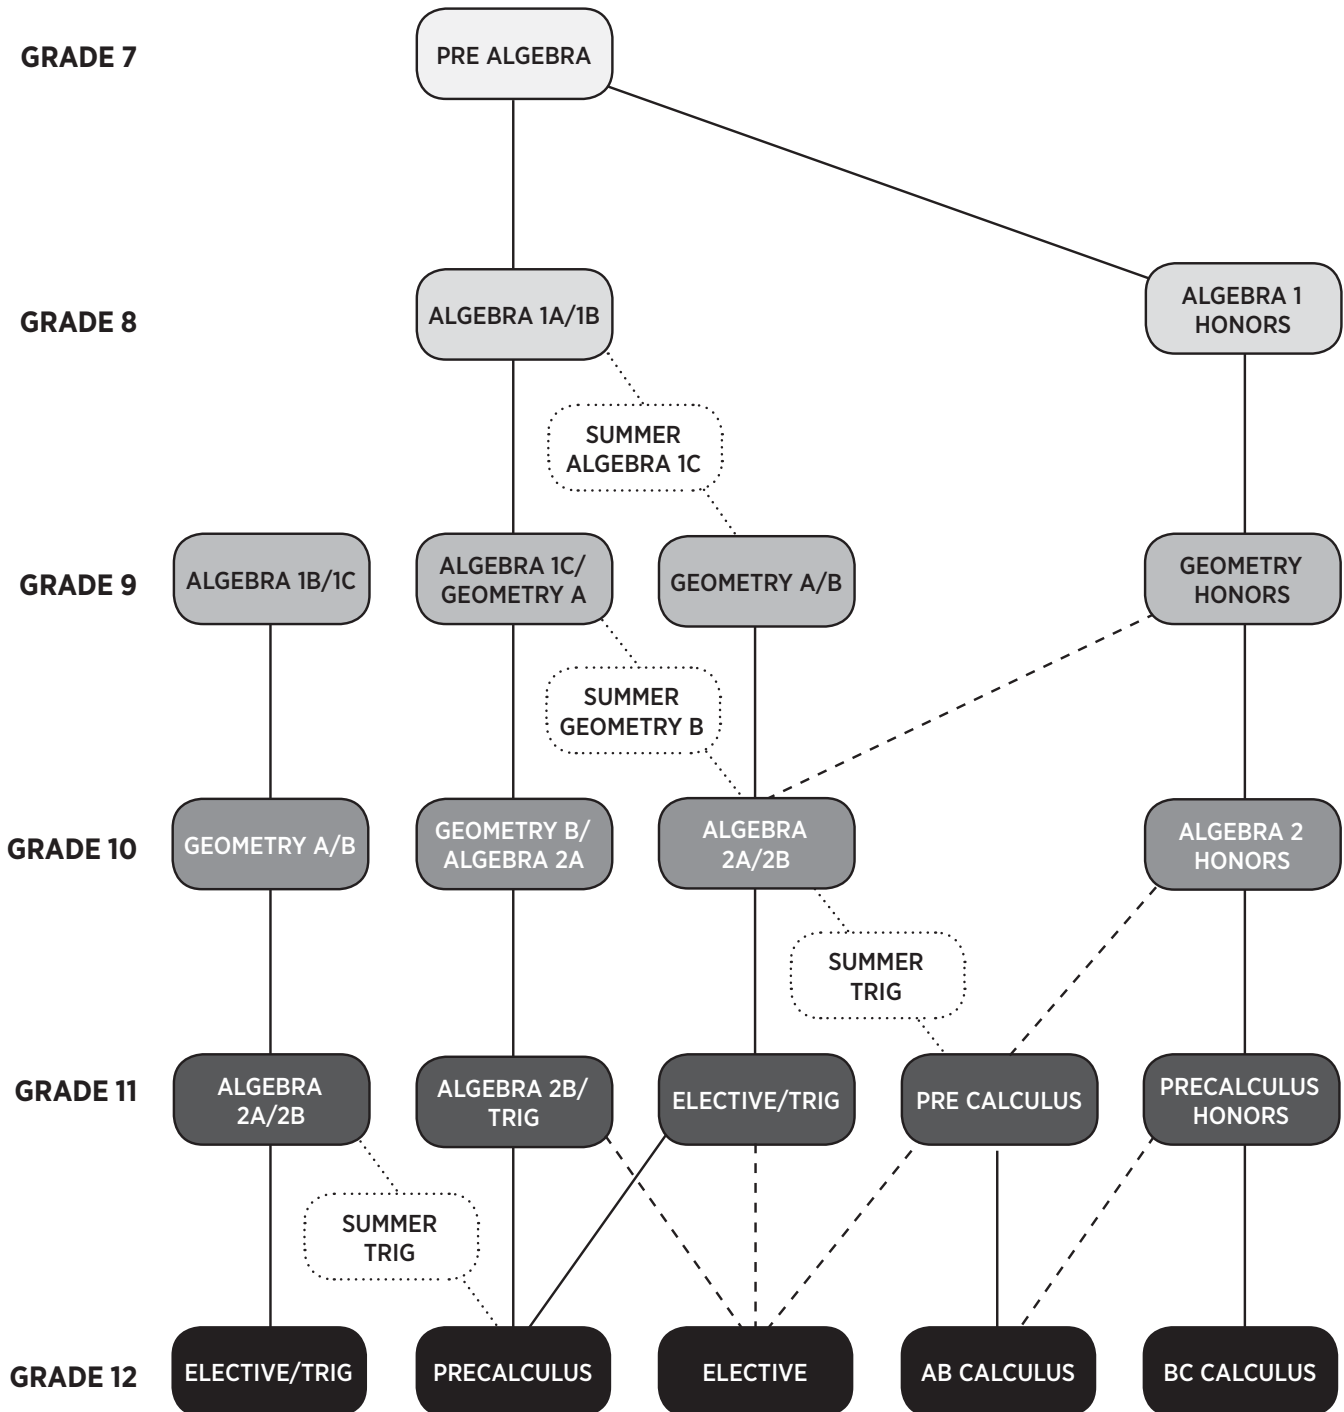 GRADE 7
PRE ALGEBRA
GRADE 8
ALGEBRA 1A/1B
ALGEBRA 1
HONORS
SUMMER
ALGEBRA 1C
GRADE 9
ALGEBRA 1B/1C
ALGEBRA 1C/
GEOMETRY A
GEOMETRY A/B
GEOMETRY
HONORS
SUMMER
GEOMETRY B
GRADE 10
GEOMETRY A/B
GEOMETRY B/
ALGEBRA 2A
ALGEBRA
2A/2B
ALGEBRA 2
HONORS
SUMMER
TRIG
GRADE 11
ALGEBRA
2A/2B
ALGEBRA 2B/
TRIG
ELECTIVE/TRIG
PRE CALCULUS
PRECALCULUS
HONORS
SUMMER
TRIG
GRADE 12
ELECTIVE/TRIG
PRECALCULUS
ELECTIVE
AB CALCULUS
BC CALCULUS